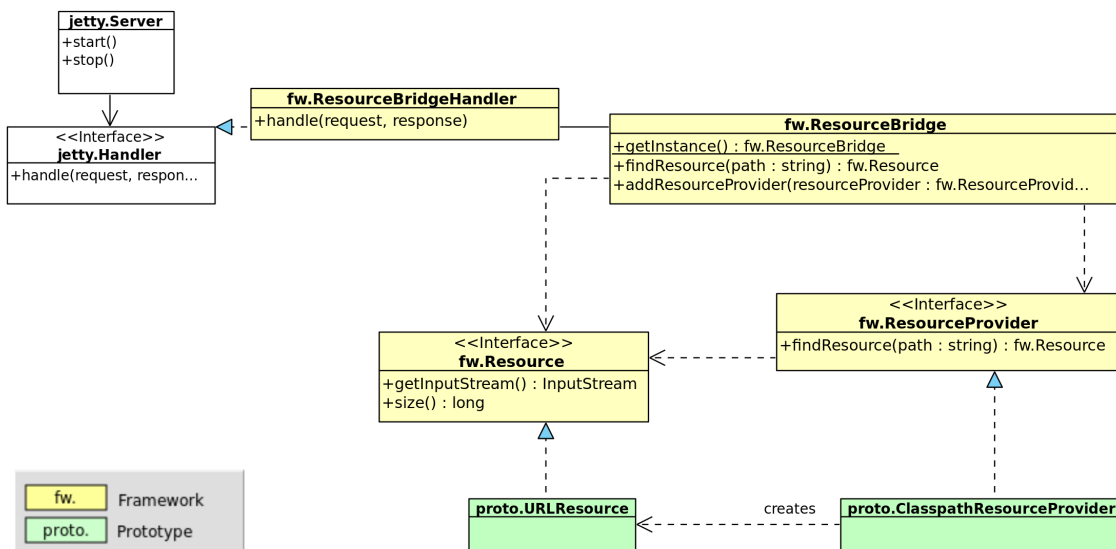 jetty.Server
+start()
+stop()
<<Interface>>
jetty.Handler
+handle(request, respon...
fw.ResourceBridgeHandler
+handle(request, response)
fw.ResourceBridge
+getInstance() : fw.ResourceBridge
+findResource(path : string) : fw.Resource
+addResourceProvider(resourceProvider : fw.ResourceProvid...
<<Interface>>
fw.ResourceProvider
+findResource(path : string) : fw.Resource
<<Interface>>
fw.Resource
+getInputStream() : InputStream
+size() : long
proto.URLResource
creates
proto.ClasspathResourceProvider
fw.
Framework
proto.
Prototype